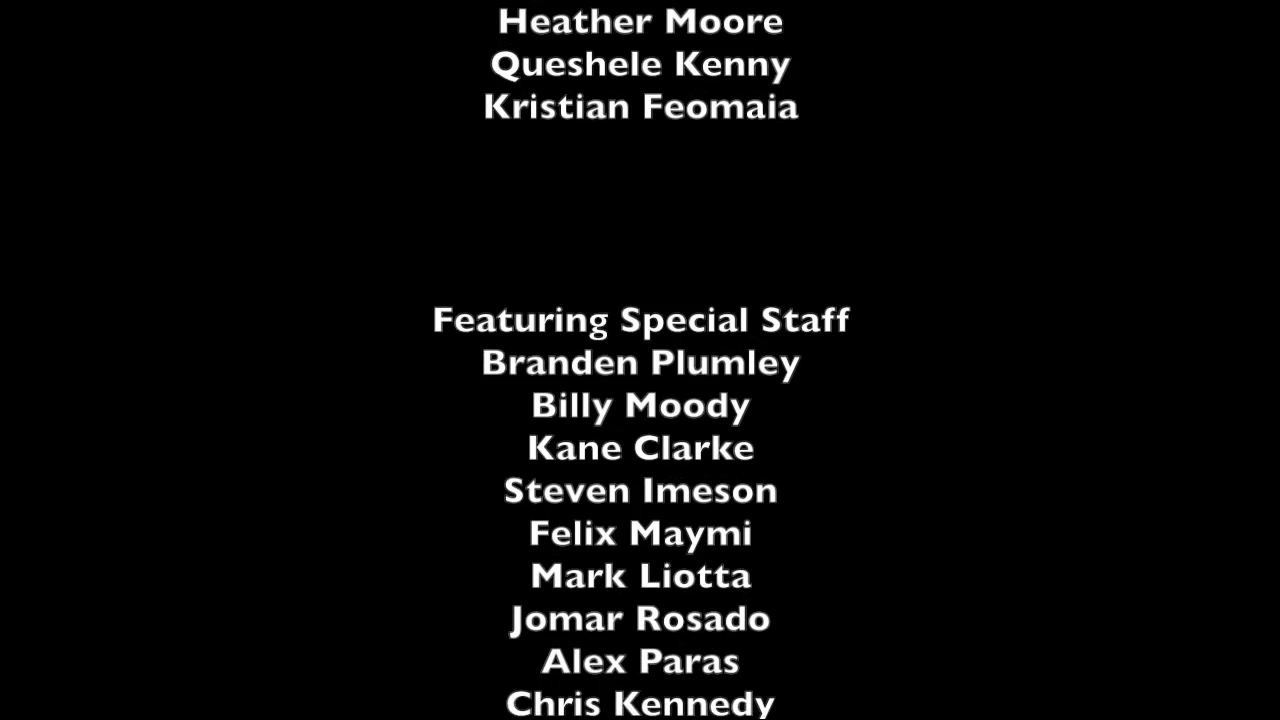 Heather Moore
Queshele Kenny
Kristian Feomaia
Featuring Special Staff
Branden Plumley
Billy Moody
Kane Clarke
Steven Imeson
Felix Maymi
Mark Liotta
Jomar Rosado
Alex Paras
Chris Kennedy